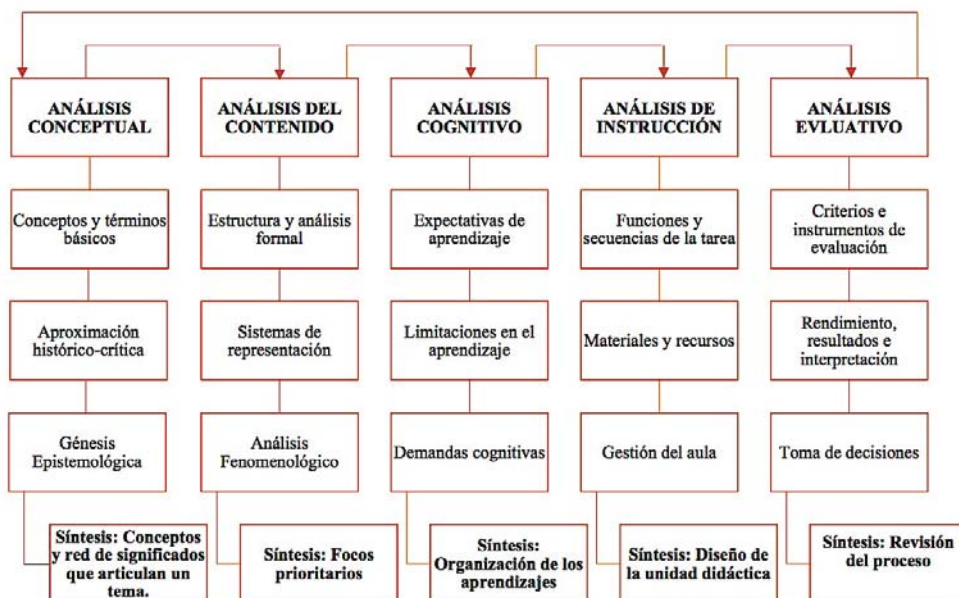 ANÁLISIS
CONCEPTUAL
ANÁLISIS DEL
CONTENIDO
ANÁLISIS
COGNITIVO
ANÁLISIS DE
INSTRUCCIÓN
ANÁLISIS
EVLUATIVO
Conceptos y términos
básicos
Estructura y análisis
formal
Expectativas de
aprendizaje
Funciones y
secuencias de la tarea
Criterios e
instrumentos de
evaluación
Aproximación
histórico-crítica
Sistemas de
representación
Limitaciones en el
aprendizaje
Materiales y recursos
Rendimiento,
resultados e
interpretación
Génesis
Epistemológica
Análisis
Fenomenológico
Demandas cognitivas
Gestión del aula
Toma de decisiones
Síntesis: Conceptos
y red de significados
que articulan un
tema.
Síntesis: Focos
prioritarios
Síntesis:
Organización de los
aprendizajes
Síntesis: Diseño de
la unidad didáctica
Síntesis: Revisión
del proceso